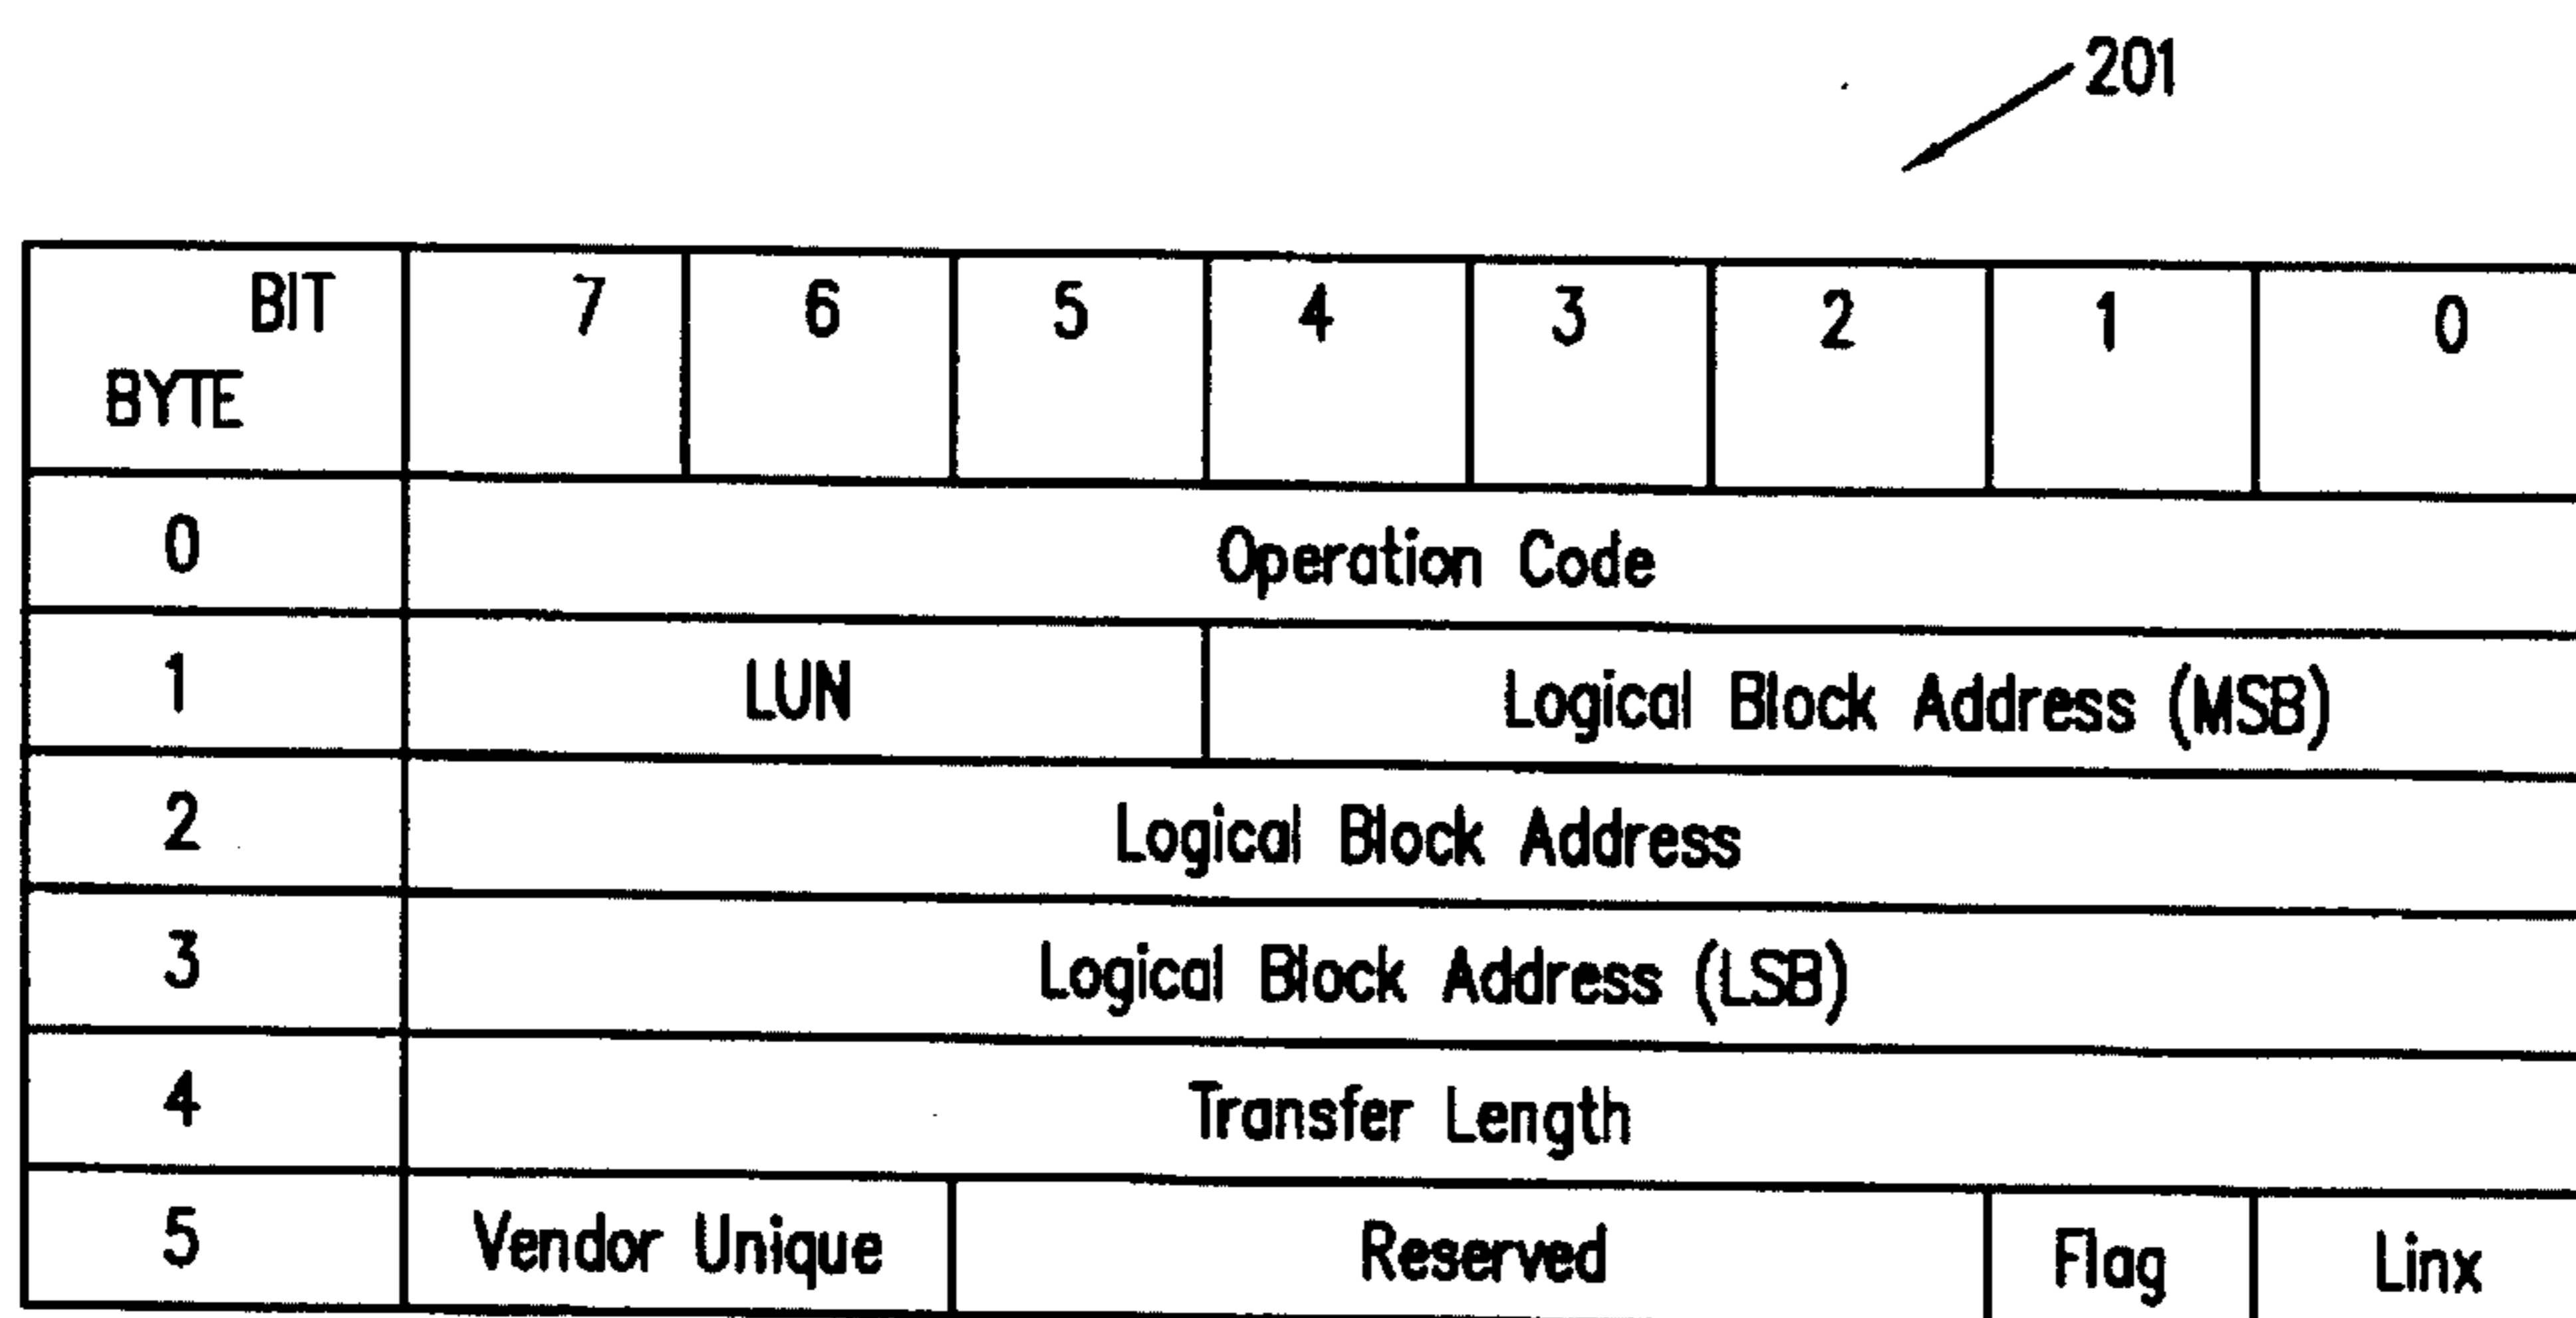 201
BIT 7 6 5 4 3 2 1 0
BYTE
0 Operation Code
1 LUN Logical Block Address (MSB)
2 Logical Block Address
3 Logical Block Address (LSB)
4 Transfer Length
5 Vendor Unique Reserved Flag Linx